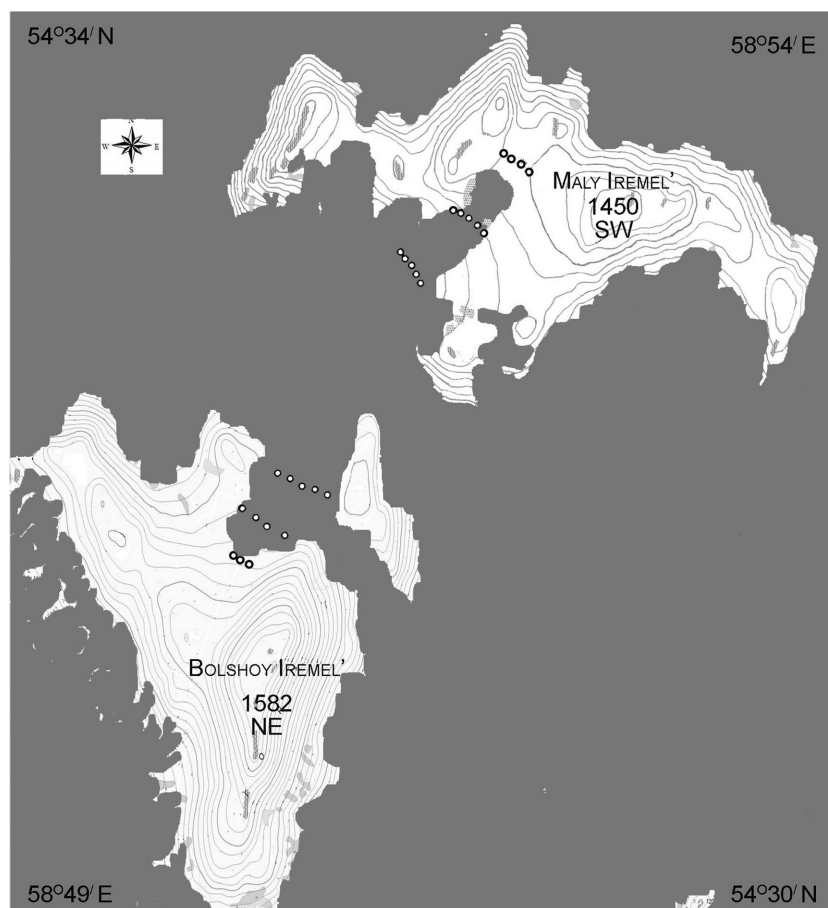 54°34′ N
58°54′ E
N
W E
S
MALY IREMEL’
1450
SW
BOLSHOY IREMEL’
1582
NE
58°49′ E
54°30′ N